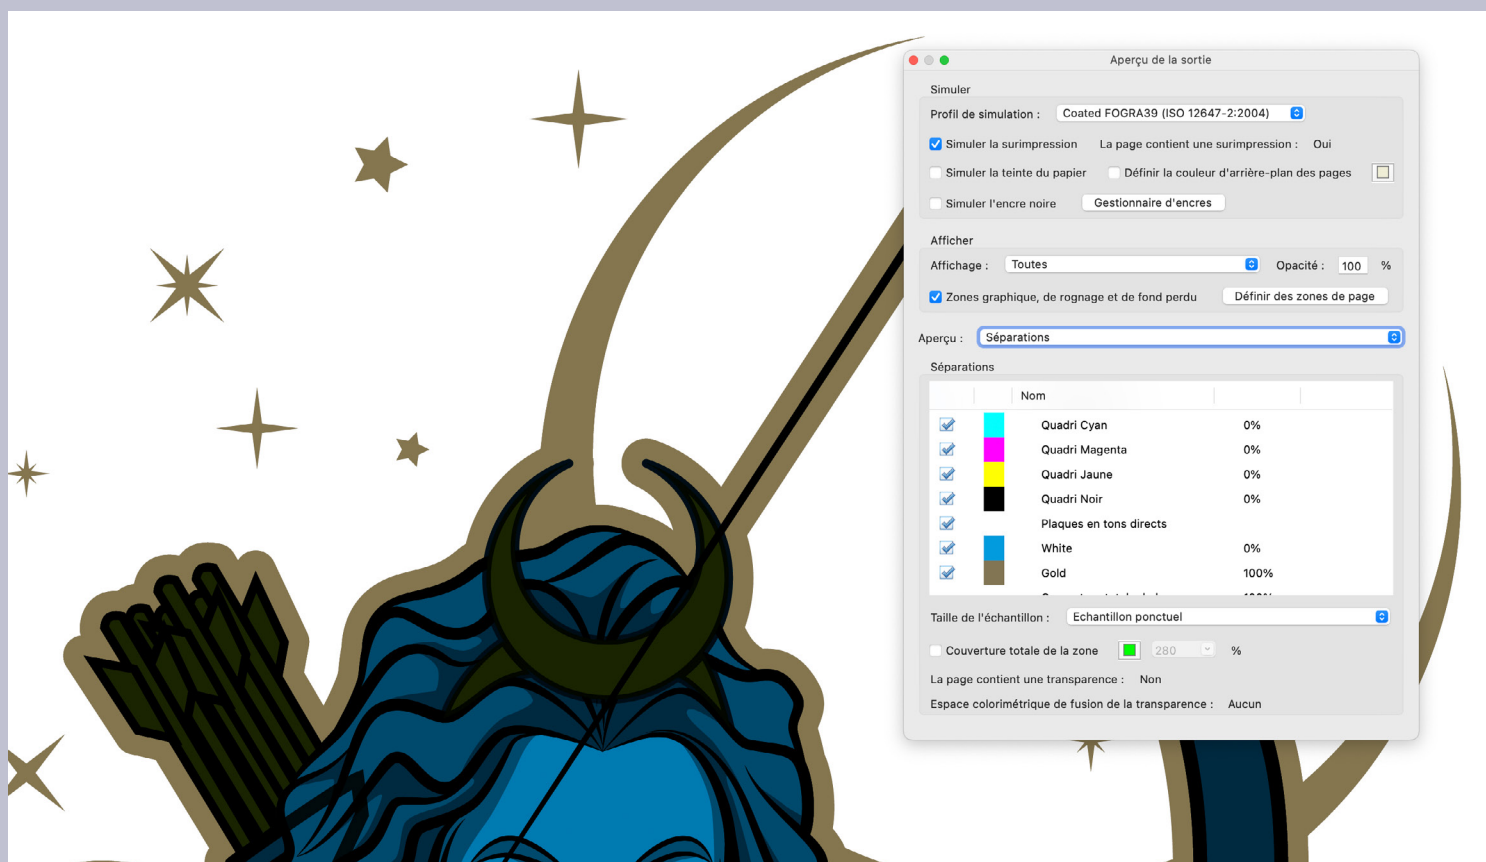 Aperçu de la sortie
Simuler
Profil de simulation : Coated FOGRA39 (ISO 12647-2:2004)
Simuler la surimpression La page contient une surimpression : Oui
Simuler la teinte du papier Définir la couleur d'arrière-plan des pages
Simuler l'encre noire Gestionnaire d'encres
Afficher
Affichage : Toutes Opacité : 100 %
Zones graphique, de rognage et de fond perdu Définir des zones de page
Aperçu : Séparations
Séparations
Nom
Quadri Cyan 0%
Quadri Magenta 0%
Quadri Jaune 0%
Quadri Noir 0%
Plaques en tons directs
White 0%
Gold 100%
Taille de l'échantillon : Echantillon ponctuel
Couverture totale de la zone 280 %
La page contient une transparence : Non
Espace colorimétrique de fusion de la transparence : Aucun